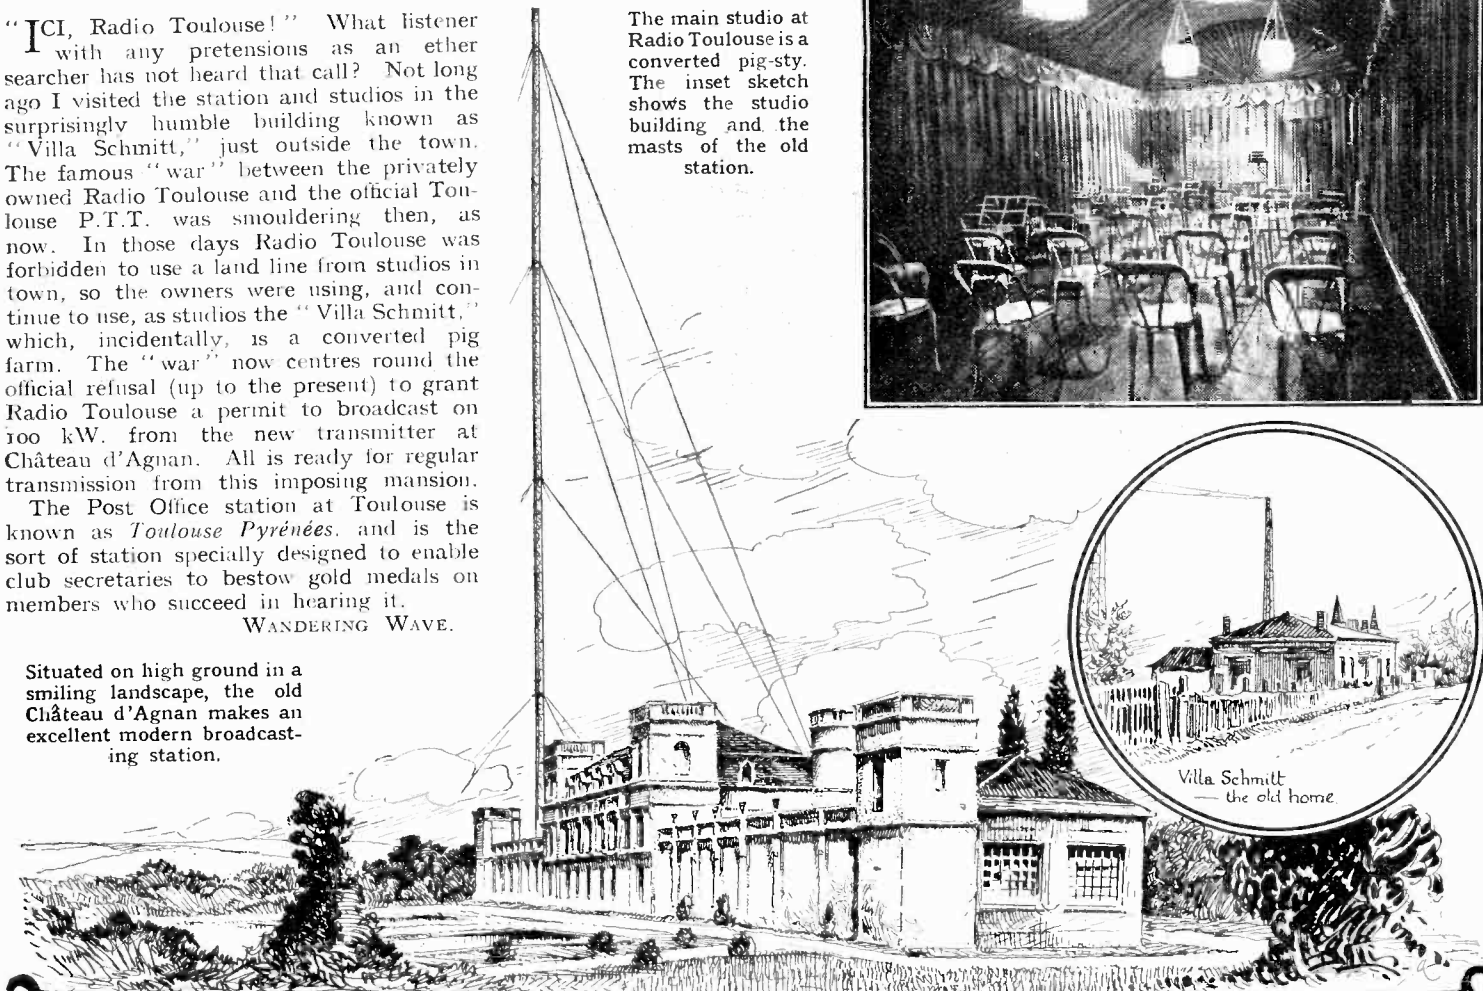 “ ICI, Radio Toulouse! ” What listener
with any pretensions as an ether
searcher has not heard that call? Not long
ago I visited the station and studios in the
surprisingly humble building known as
“ Villa Schmitt,” just outside the town.
The famous “ war ” between the privately
owned Radio Toulouse and the official Tou-
louse P.T.T. was smouldering then, as
now. In those days Radio Toulouse was
forbidden to use a land line from studios in
town, so the owners were using, and con-
tinue to use, as studios the “ Villa Schmitt,”
which, incidentally, is a converted pig
farm. The “ war ” now centres round the
official refusal (up to the present) to grant
Radio Toulouse a permit to broadcast on
100 kW. from the new transmitter at
Château d’Agnan. All is ready for regular
transmission from this imposing mansion.
The Post Office station at Toulouse is
known as Toulouse Pyrénées, and is the
sort of station specially designed to enable
club secretaries to bestow gold medals on
members who succeed in hearing it.
WANDERING WAVE.
The main studio at
Radio Toulouse is a
converted pig-sty.
The inset sketch
shows the studio
building and the
masts of the old
station.
Situated on high ground in a
smiling landscape, the old
Château d’Agnan makes an
excellent modern broadcast-
ing station.
Villa Schmitt
— the old home.